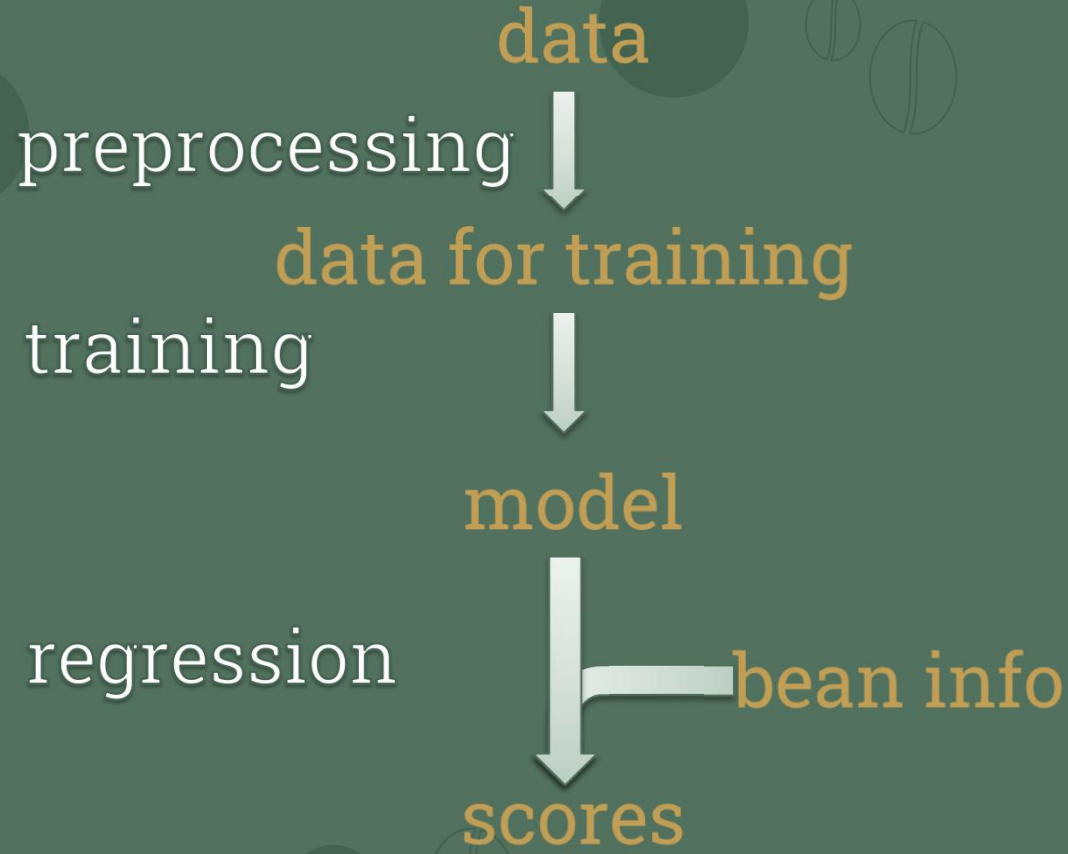 data
preprocessing
data for training
training
model
regression
bean info
scores